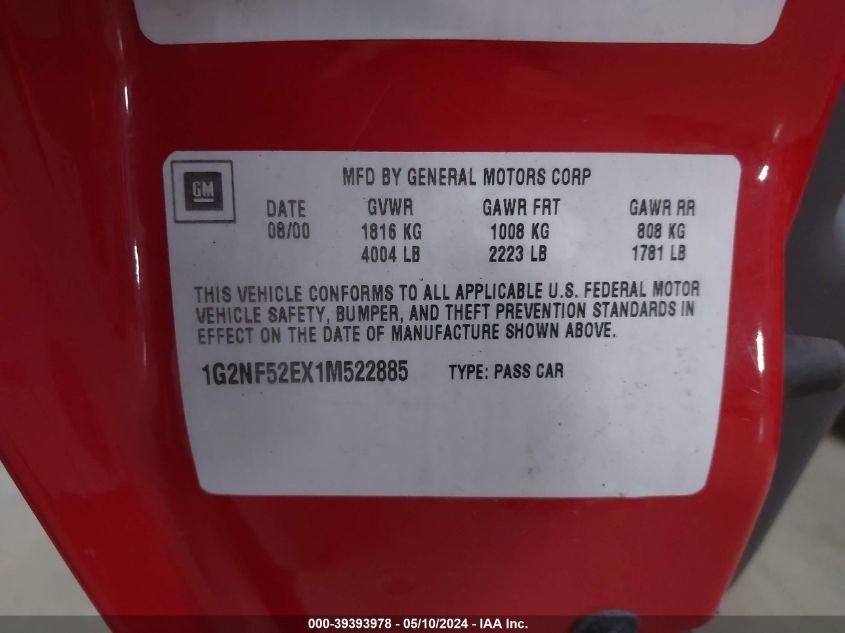 GM
MFD BY GENERAL MOTORS CORP
DATE GVWR GAWR FRT GAWR RR
08/00 1816 KG 1008 KG 808 KG
4004 LB 2223 LB 1781 LB
THIS VEHICLE CONFORMS TO ALL APPLICABLE U.S. FEDERAL MOTOR
VEHICLE SAFETY, BUMPER, AND THEFT PREVENTION STANDARDS IN
EFFECT ON THE DATE OF MANUFACTURE SHOWN ABOVE.
1G2NF52EX1M522885 TYPE: PASS CAR
000-39393978 - 05/10/2024 - IAA Inc.